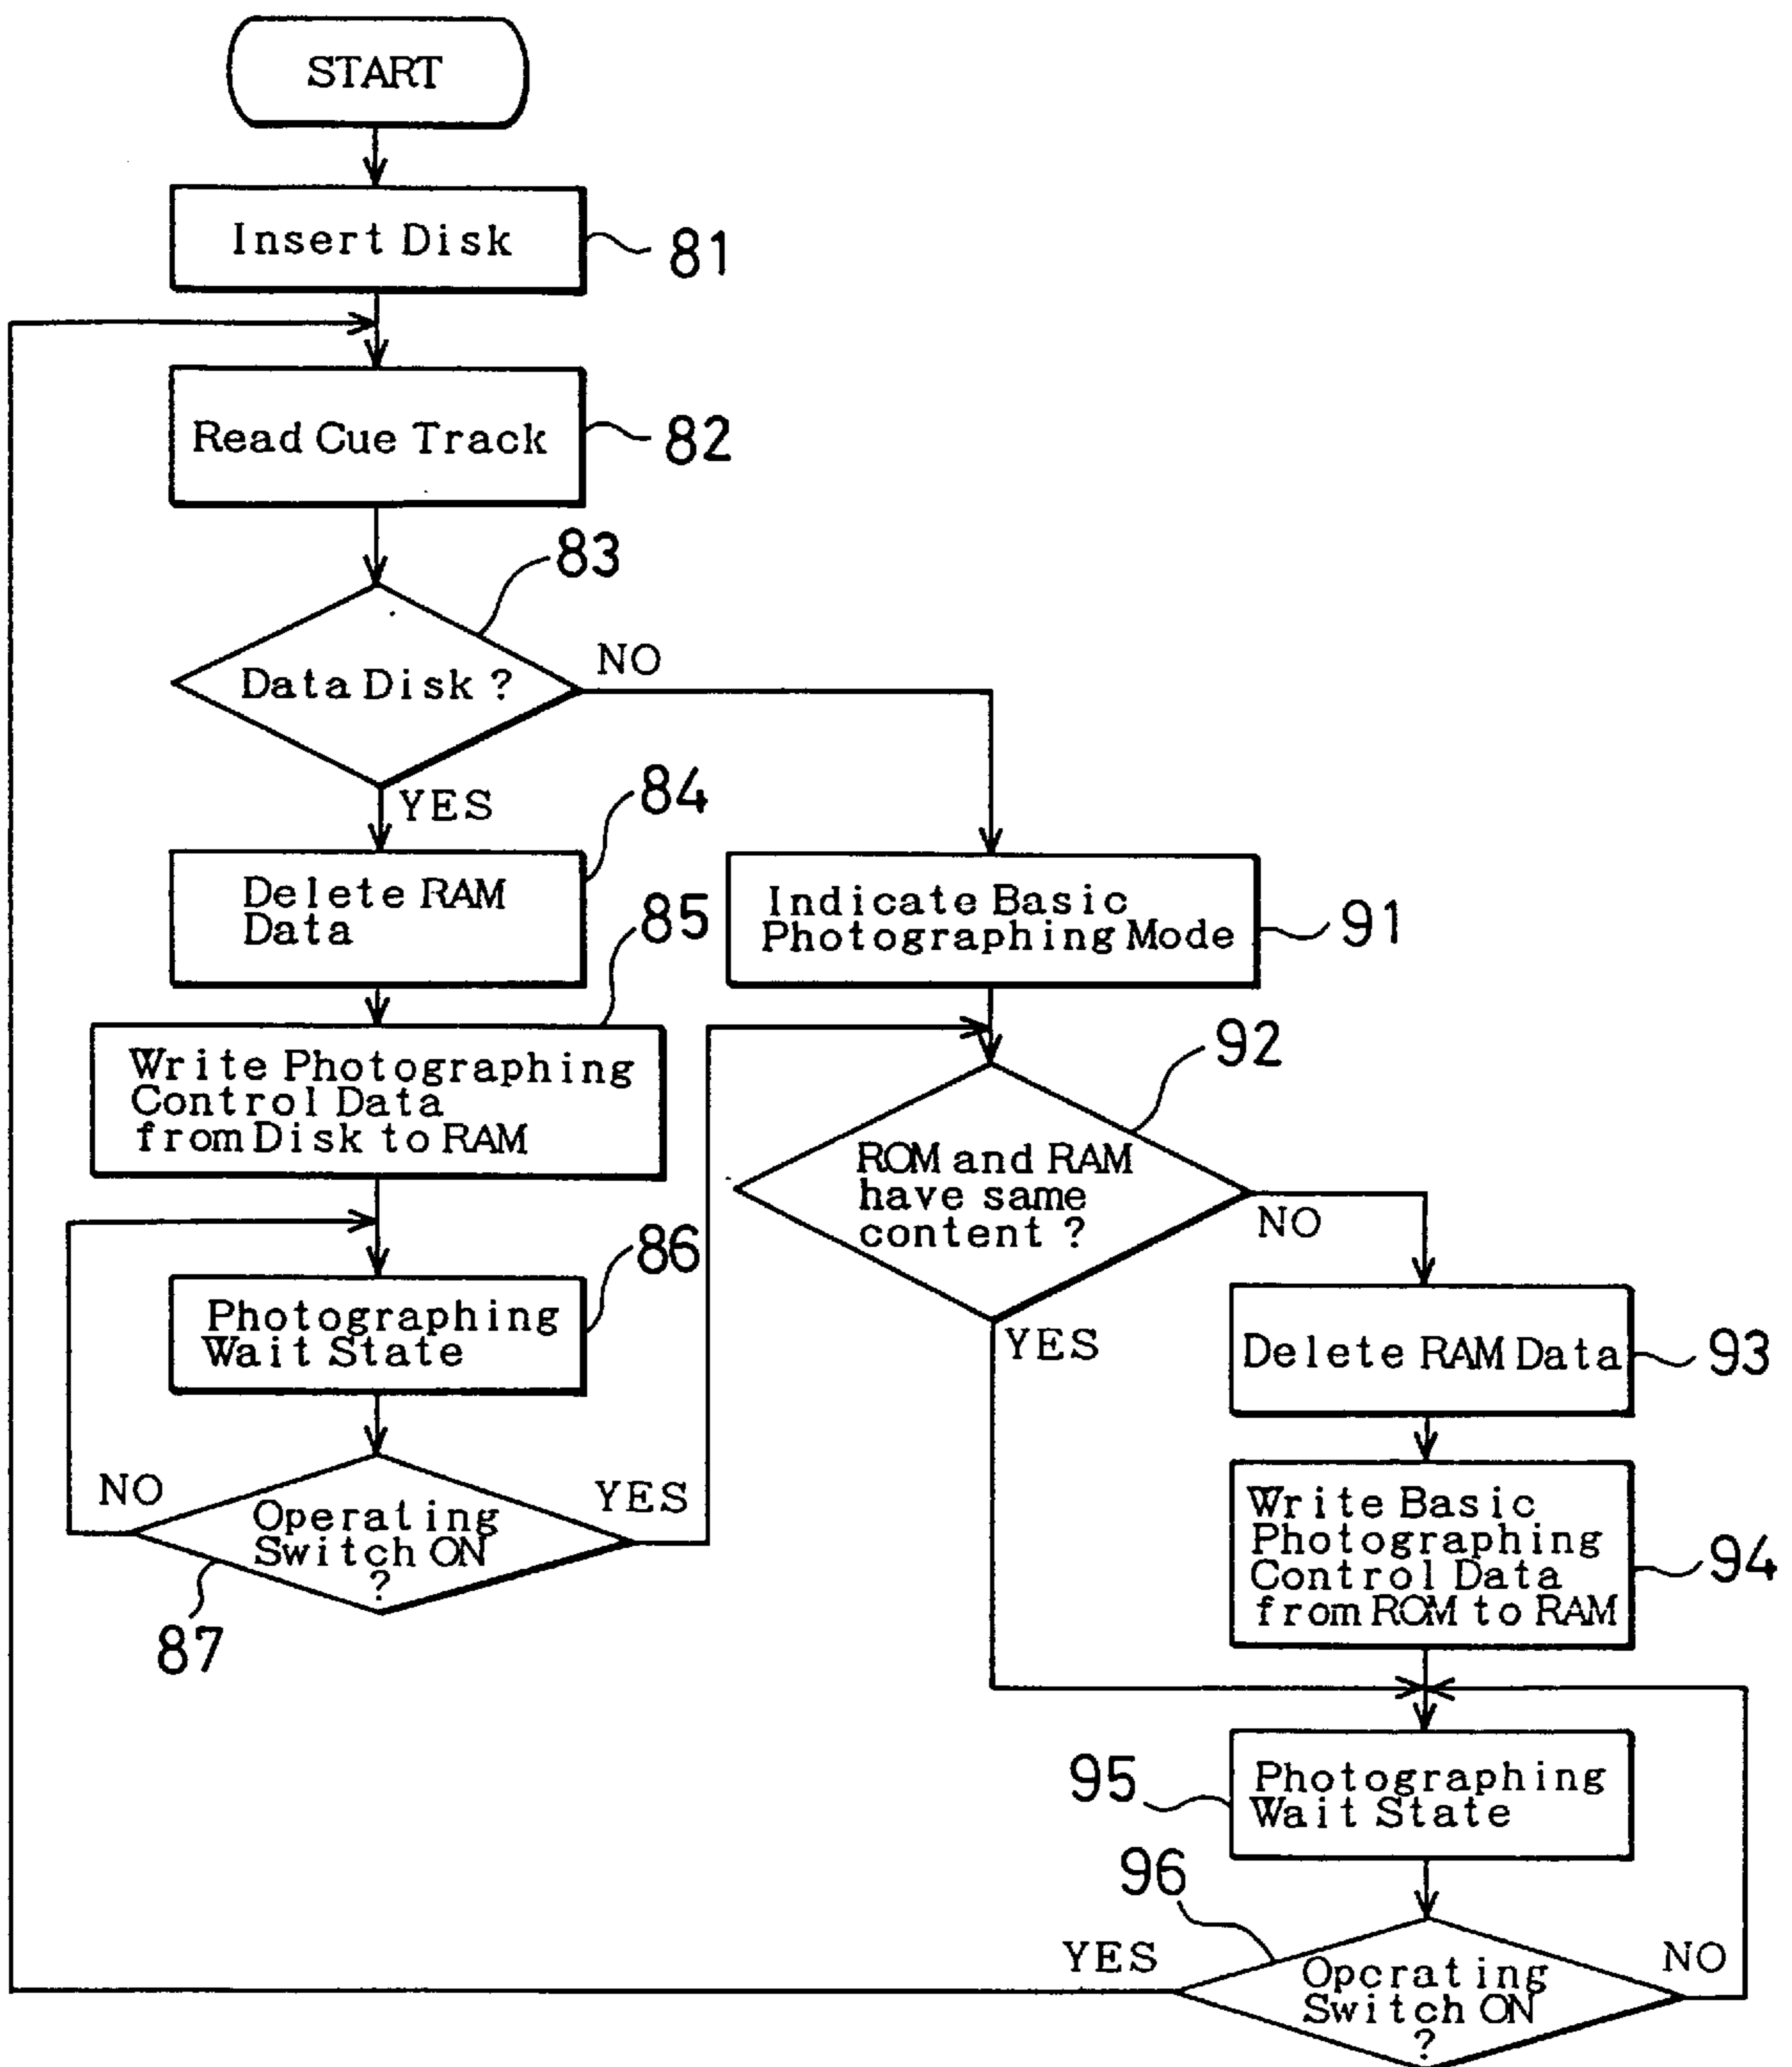 START
Insert Disk
81
Read Cue Track
82
83
Data Disk ?
NO
YES
84
Delete RAM
Data
85
Write Photographing
Control Data
from Disk to RAM
86
Photographing
Wait State
NO
YES
Operating
Switch ON
?
87
Indicate Basic
Photographing Mode
91
92
ROM and RAM
have same
content ?
NO
YES
Delete RAM Data
93
Write Basic
Photographing
Control Data
from ROM to RAM
94
95
Photographing
Wait State
96
YES
NO
Operating
Switch ON
?